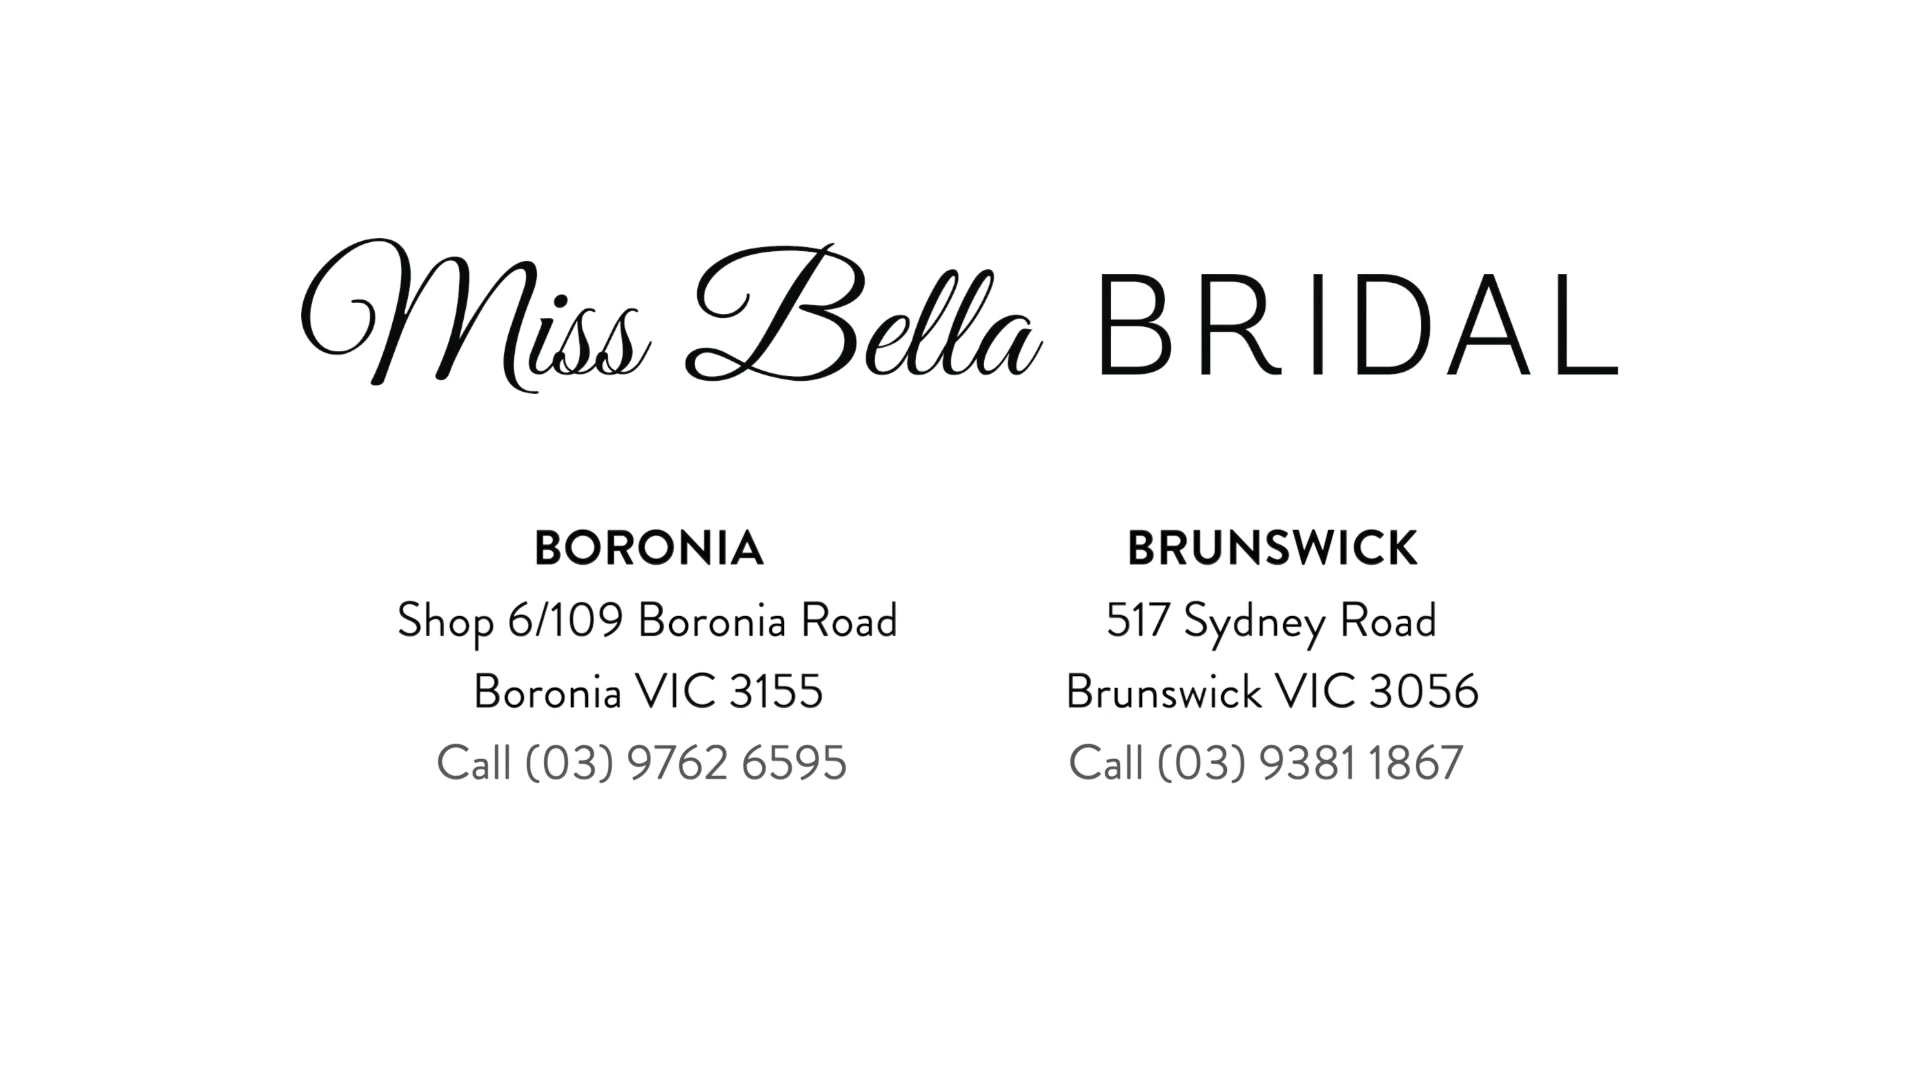 Miss Bella BRIDAL
BORONIA
Shop 6/109 Boronia Road
Boronia VIC 3155
Call (03) 9762 6595
BRUNSWICK
517 Sydney Road
Brunswick VIC 3056
Call (03) 9381 1867